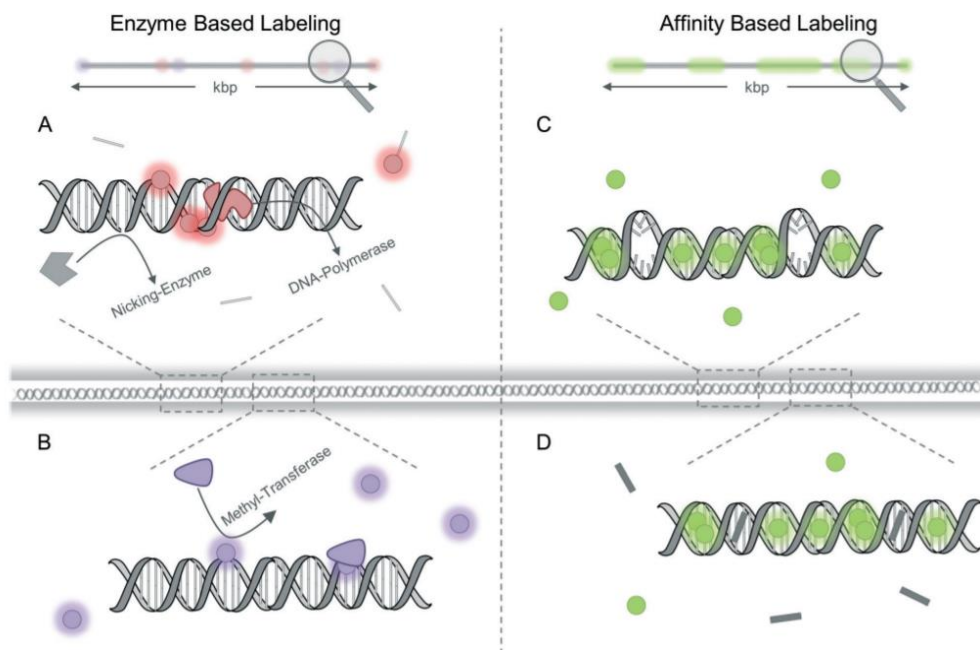 Enzyme Based Labeling
Affinity Based Labeling
kbp
kbp
A
C
Nicking-Enzyme
DNA-Polymerase
B
D
Methyl-Transferase